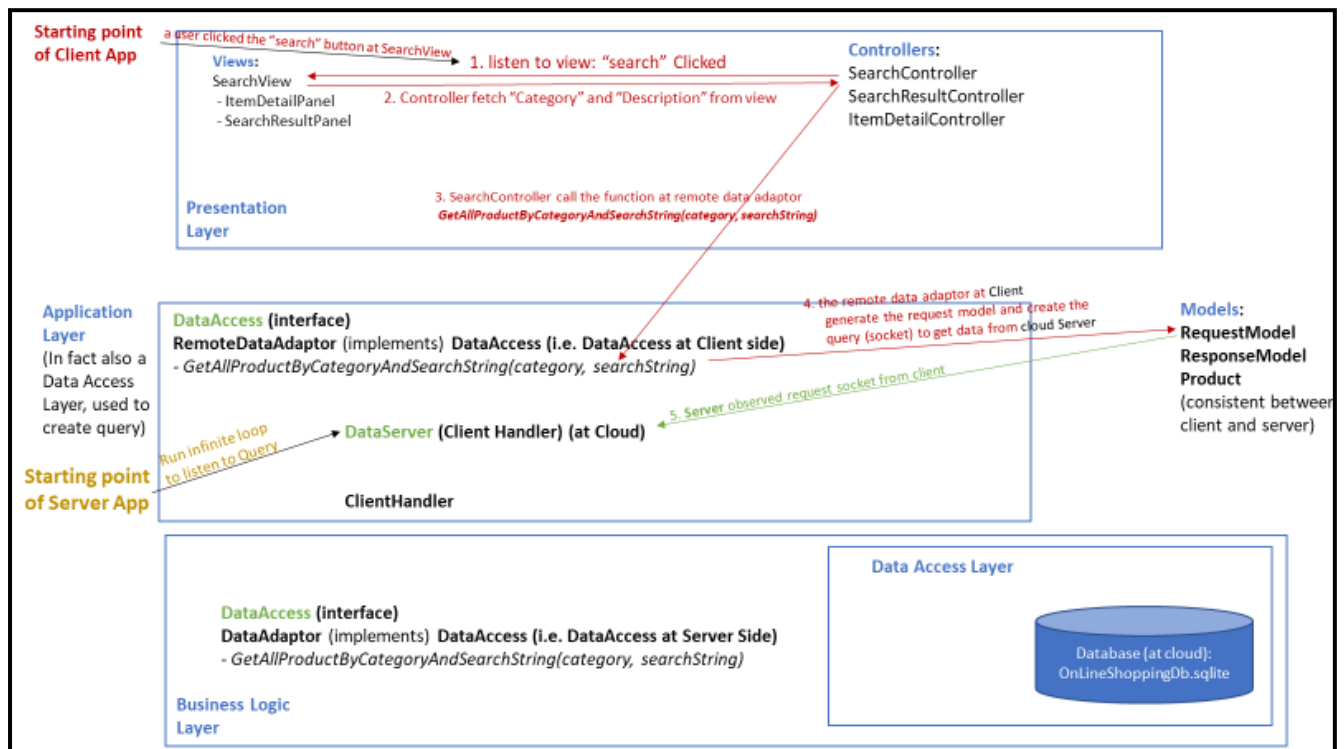 Starting point
of Client App
a user clicked the “search” button at SearchView
Views:
SearchView
- ItemDetailPanel
- SearchResultPanel
1. listen to view: “search” Clicked
2. Controller fetch “Category” and “Description” from view
Controllers:
SearchController
SearchResultController
ItemDetailController
3. SearchController call the function at remote data adaptor
GetAllProductByCategoryAndSearchString(category, searchString)
Presentation
Layer
Application
Layer
(In fact also a
Data Access
Layer, used to
create query)
DataAccess (interface)
RemoteDataAdaptor (implements) DataAccess (i.e. DataAccess at Client side)
- GetAllProductByCategoryAndSearchString(category, searchString)
4. the remote data adaptor at Client
generate the request model and create the
query (socket) to get data from cloud Server
Models:
RequestModel
ResponseModel
Product
(consistent between
client and server)
5. Server observed request socket from client
DataServer (Client Handler) (at Cloud)
Run infinite loop
to listen to Query
Starting point
of Server App
ClientHandler
Data Access Layer
DataAccess (interface)
DataAdaptor (implements) DataAccess (i.e. DataAccess at Server Side)
- GetAllProductByCategoryAndSearchString(category, searchString)
Database (at cloud):
OnLineShoppingDb.sqlite
Business Logic
Layer